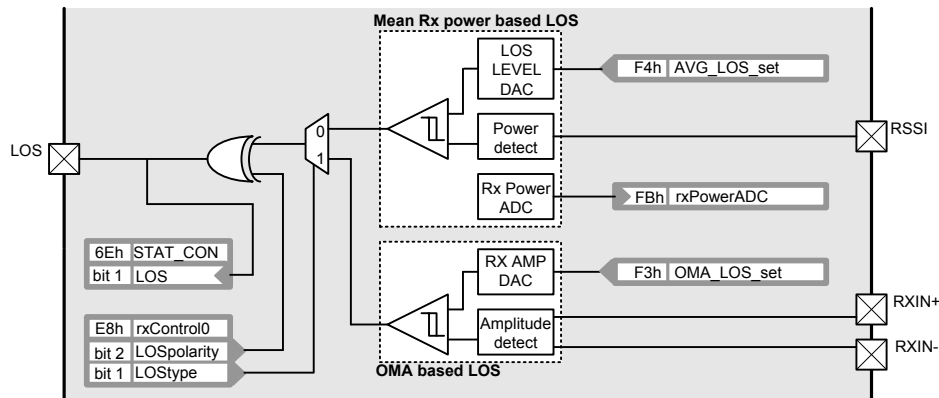 Mean Rx power based LOS
LOS
LEVEL
DAC
F4h AVG_LOS_set
0
1
Power
detect
RSSI
LOS
Rx Power
ADC
FBh rxPowerADC
6Eh STAT_CON
bit 1 LOS
RX AMP
DAC
F3h OMA_LOS_set
RXIN+
E8h rxControl0
bit 2 LOSpolarity
bit 1 LOStype
Amplitude
detect
RXIN-
OMA based LOS